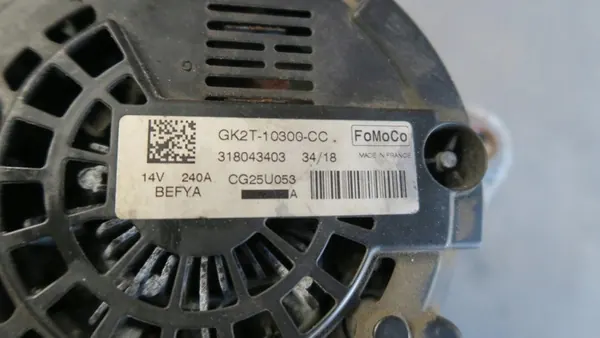 GK2T-10300-CC FoMoCo
318043403 34/18 MADE IN FRANCE
14V 240A CG25U053
BEFYA A